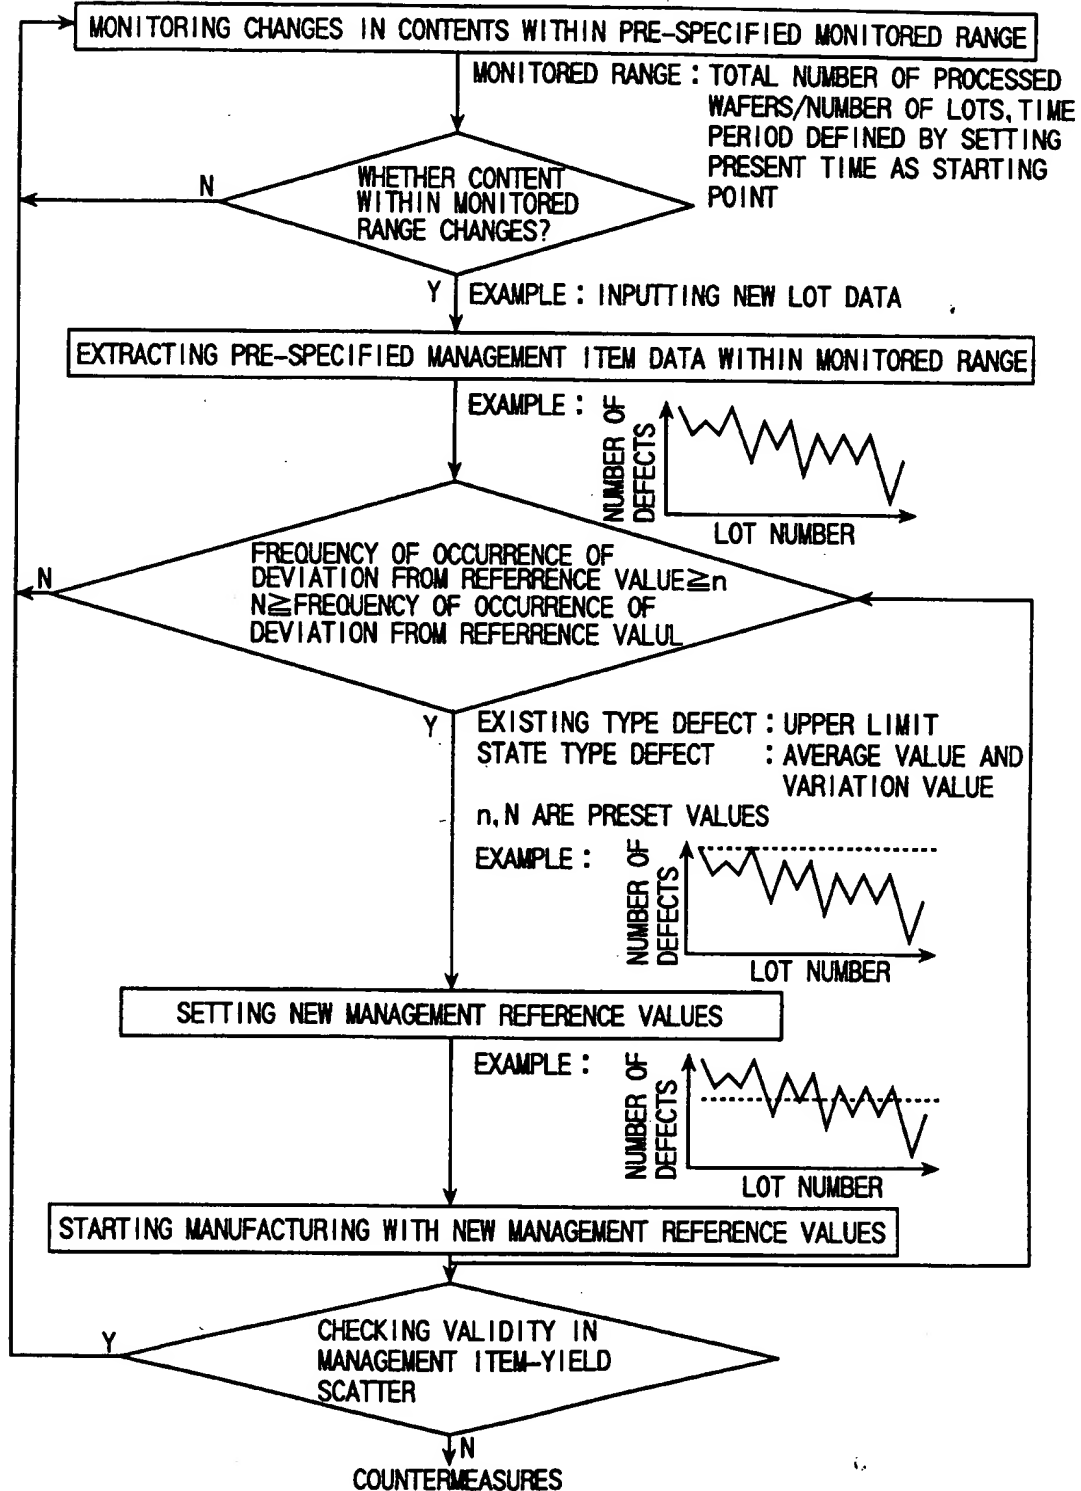 MONITORING CHANGES IN CONTENTS WITHIN PRE-SPECIFIED MONITORED RANGE
MONITORED RANGE : TOTAL NUMBER OF PROCESSED
WAFERS/NUMBER OF LOTS, TIME
PERIOD DEFINED BY SETTING
PRESENT TIME AS STARTING
POINT
WHETHER CONTENT
WITHIN MONITORED
RANGE CHANGES?
N
Y
EXAMPLE : INPUTTING NEW LOT DATA
EXTRACTING PRE-SPECIFIED MANAGEMENT ITEM DATA WITHIN MONITORED RANGE
EXAMPLE :
NUMBER OF
DEFECTS
LOT NUMBER
FREQUENCY OF OCCURRENCE OF
DEVIATION FROM REFERRENCE VALUE≧n
N≧FREQUENCY OF OCCURRENCE OF
DEVIATION FROM REFERRENCE VALUL
N
Y
EXISTING TYPE DEFECT : UPPER LIMIT
STATE TYPE DEFECT : AVERAGE VALUE AND
VARIATION VALUE
n, N ARE PRESET VALUES
EXAMPLE :
NUMBER OF
DEFECTS
LOT NUMBER
SETTING NEW MANAGEMENT REFERENCE VALUES
EXAMPLE :
NUMBER OF
DEFECTS
LOT NUMBER
STARTING MANUFACTURING WITH NEW MANAGEMENT REFERENCE VALUES
CHECKING VALIDITY IN
MANAGEMENT ITEM-YIELD
SCATTER
Y
N
COUNTERMEASURES